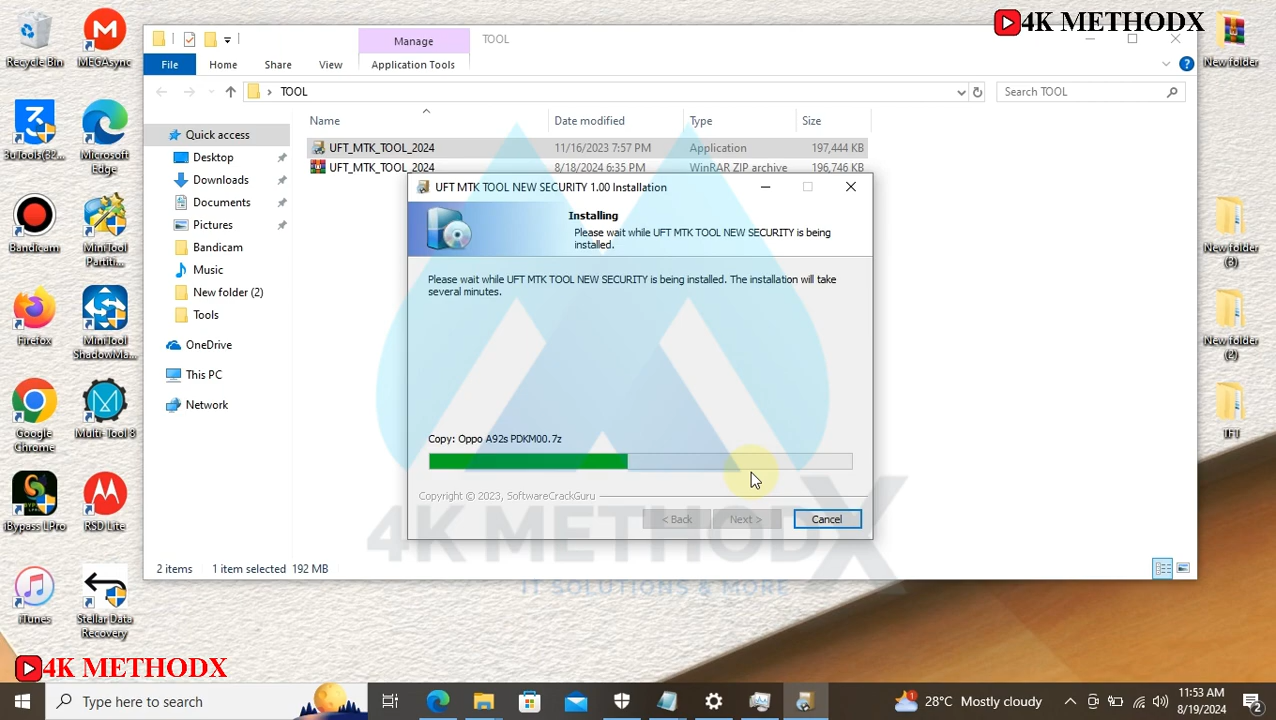 4K METHODX
Recycle Bin
MEGAsync
New folder
Manage
TOOL
File
Home
Share
View
Application Tools
TOOL
Search TOOL
Name
Date modified
Type
Size
UFT_MTK_TOOL_2024
11/16/2023 7:57 PM
Application
197,444 KB
UFT_MTK_TOOL_2024
8/18/2024 6:35 PM
WinRAR ZIP archive
196,746 KB
3uTools(32...
Microsoft
Edge
Quick access
Desktop
Downloads
Documents
Pictures
Bandicam
Music
New folder (2)
Tools
OneDrive
This PC
Network
Bandicam
MiniTool
Partiti...
Firefox
MiniTool
ShadowMa...
Google
Chrome
Multi-Tool 8
iBypass LPro
RSD Lite
iTunes
Stellar Data
Recovery
New folder
(3)
New folder
(2)
UFT MTK TOOL NEW SECURITY 1.00 Installation
Installing
Please wait while UFT MTK TOOL NEW SECURITY is being
installed.
Please wait while UFT MTK TOOL NEW SECURITY is being installed. The installation will take
several minutes.
Copy: Oppo A92s PDKM00.7z
Copyright (c) 2023, SoftwareCrackGuru
< Back
Next >
Cancel
4K METHODX
2 items
1 item selected
192 MB
4K METHODX
Type here to search
28°C Mostly cloudy
11:53 AM
8/19/2024